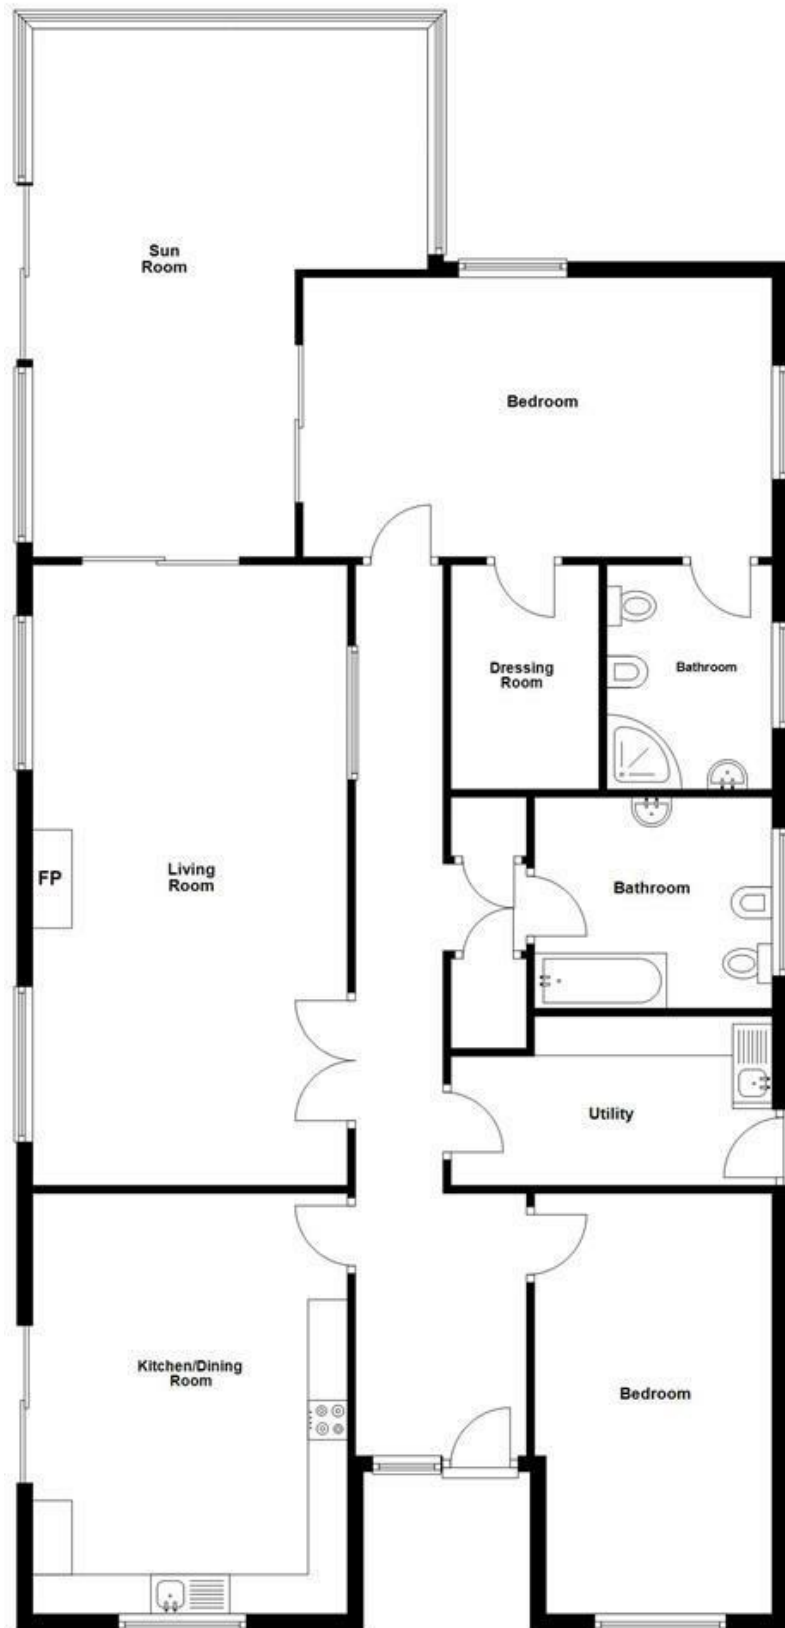 Sun
Room
Bedroom
Dressing
Room
Bathroom
FP
Living
Room
Bathroom
Utility
Kitchen/Dining
Room
Bedroom